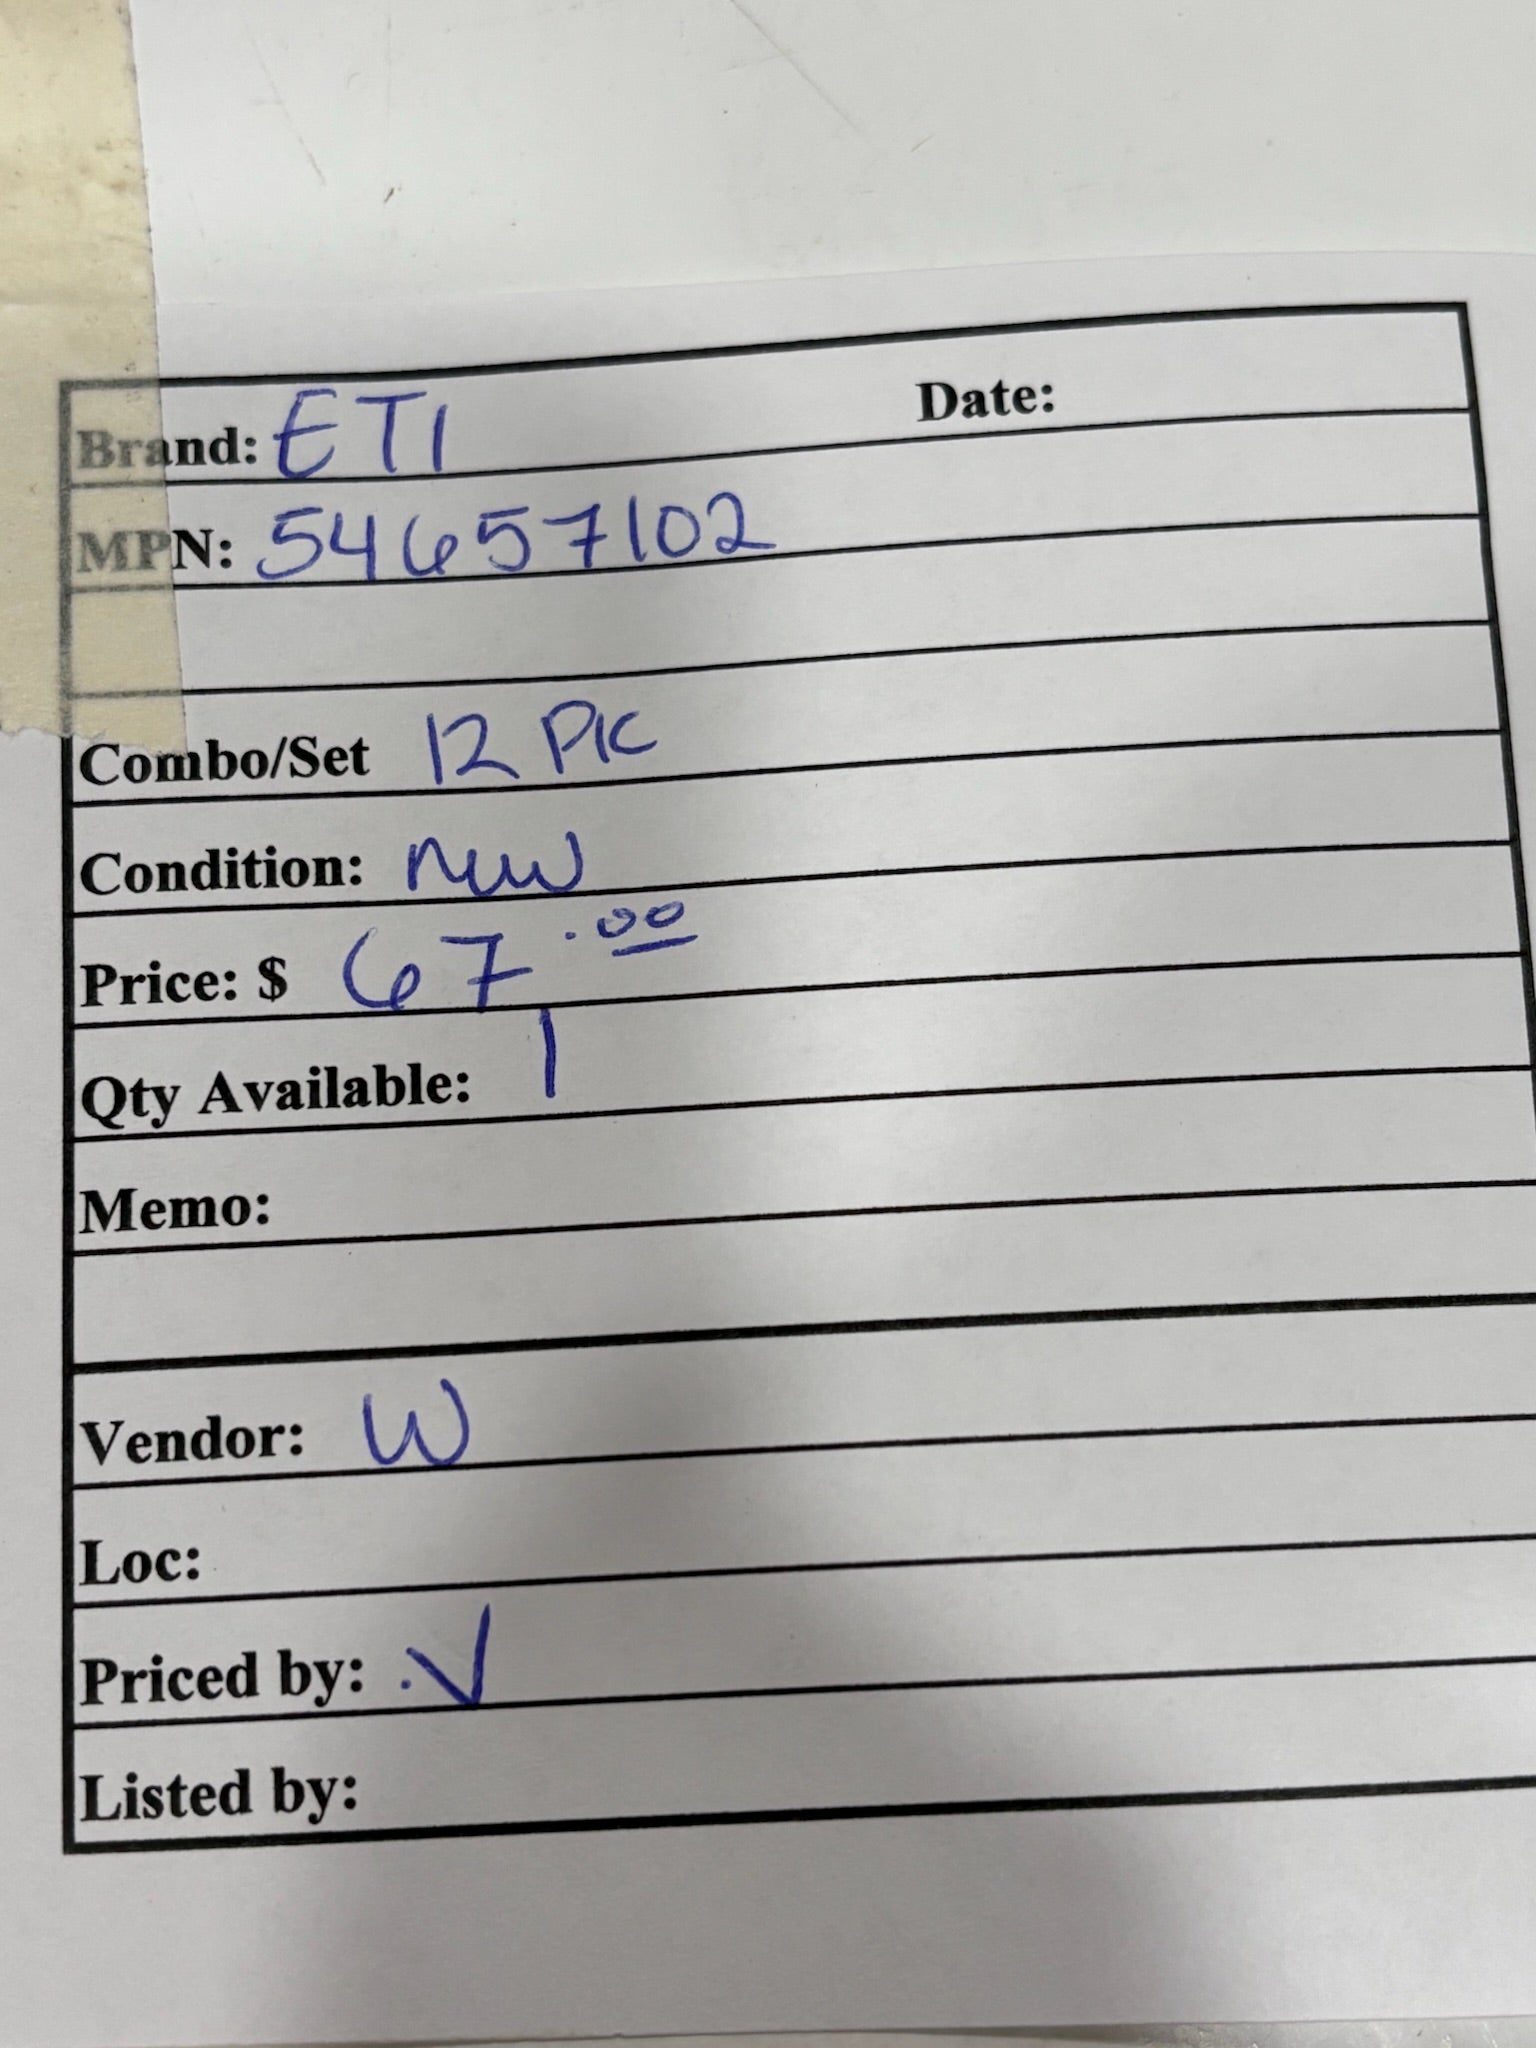 Brand: ETI Date:
MPN: 54657102
Combo/Set 12 PK
Condition: new
Price: $ 67.00
Qty Available: 1
Memo:
Vendor: W
Loc:
Priced by: .V
Listed by: